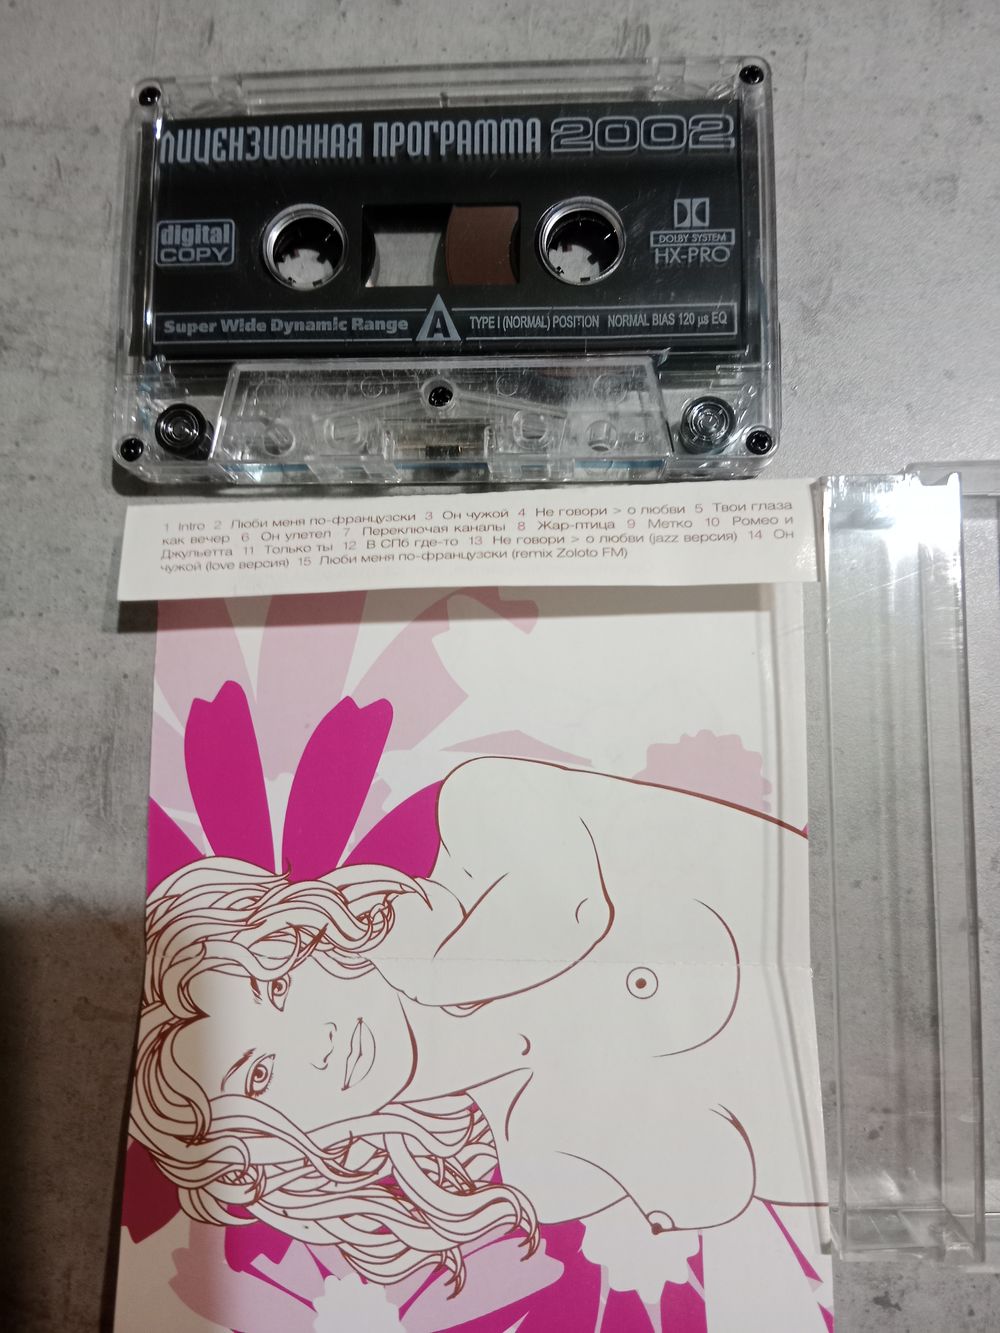 ЛИЦЕНЗИОННАЯ ПРОГРАММА 2002
digital
COPY
DOLBY SYSTEM
HX-PRO
Super Wide Dynamic Range A TYPE I (NORMAL) POSITION NORMAL BIAS 120 µs EQ
1 Intro 2 Люби меня по-французски 3 Он чужой 4 Не говори > о любви 5 Твои глаза
как вечер 6 Он улетел 7 Переключая каналы 8 Жар-птица 9 Метко 10 Ромео и
Джульетта 11 Только ты 12 В СПб где-то 13 Не говори > о любви (jazz версия) 14 Он
чужой (love версия) 15 Люби меня по-французски (remix Zoloto FM)